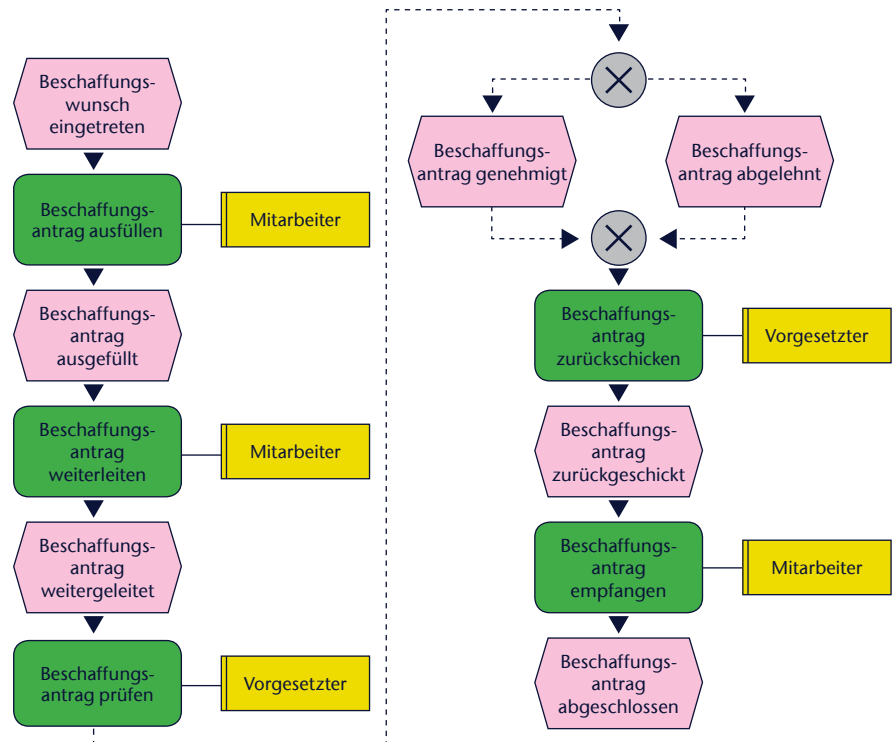 Beschaffungs-
wunsch
eingetreten
Beschaffungs-
antrag ausfüllen
Mitarbeiter
Beschaffungs-
antrag
ausgefüllt
Beschaffungs-
antrag
weiterleiten
Mitarbeiter
Beschaffungs-
antrag
weitergeleitet
Beschaffungs-
antrag prüfen
Vorgesetzter
Beschaffungs-
antrag genehmigt
Beschaffungs-
antrag abgelehnt
Beschaffungs-
antrag
zurückschicken
Vorgesetzter
Beschaffungs-
antrag
zurückgeschickt
Beschaffungs-
antrag
empfangen
Mitarbeiter
Beschaffungs-
antrag
abgeschlossen